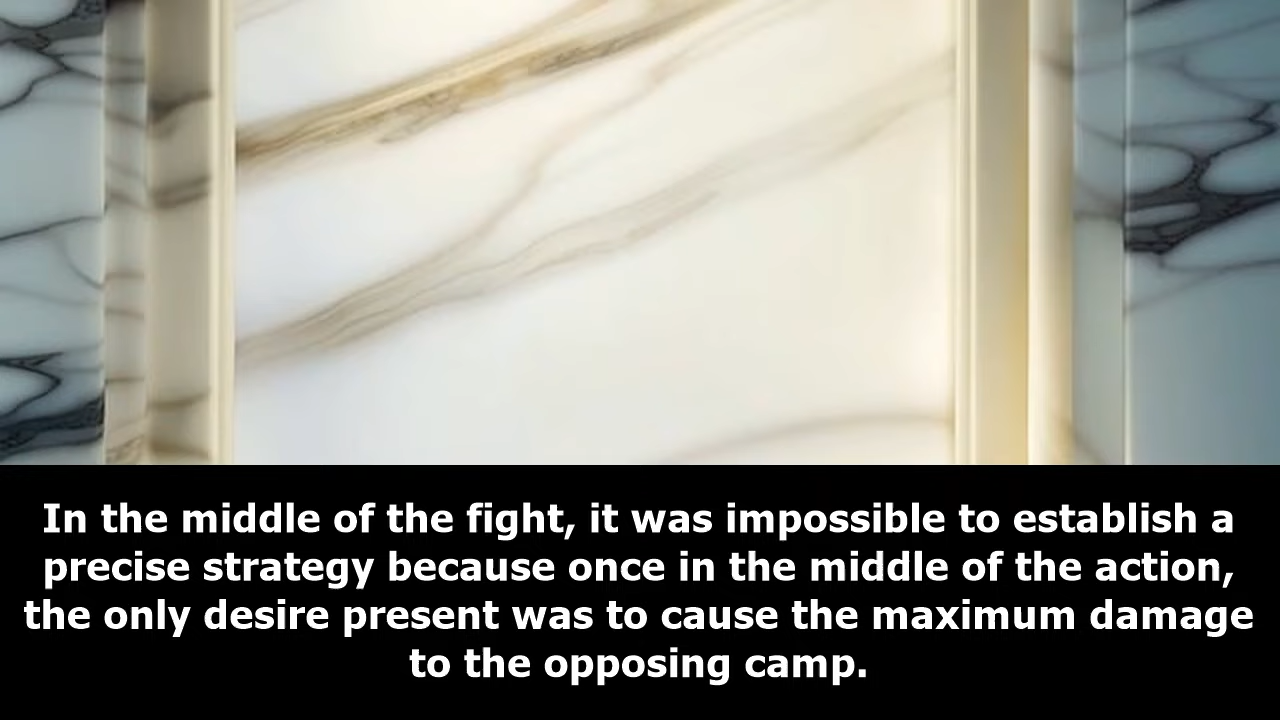 In the middle of the fight, it was impossible to establish a
precise strategy because once in the middle of the action,
the only desire present was to cause the maximum damage
to the opposing camp.